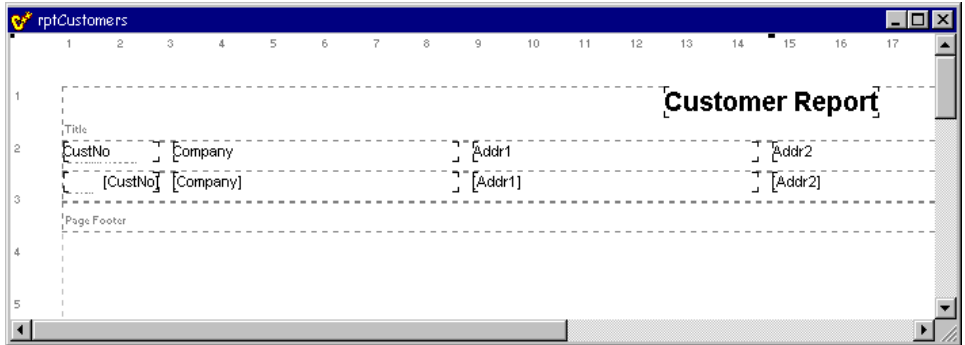 rptCustomers
1 2 3 4 5 6 7 8 9 10 11 12 13 14 15 16 17
1
Customer Report
Title
2
CustNo Company Addr1 Addr2
[CustNo] [Company] [Addr1] [Addr2]
3
Page Footer
4
5